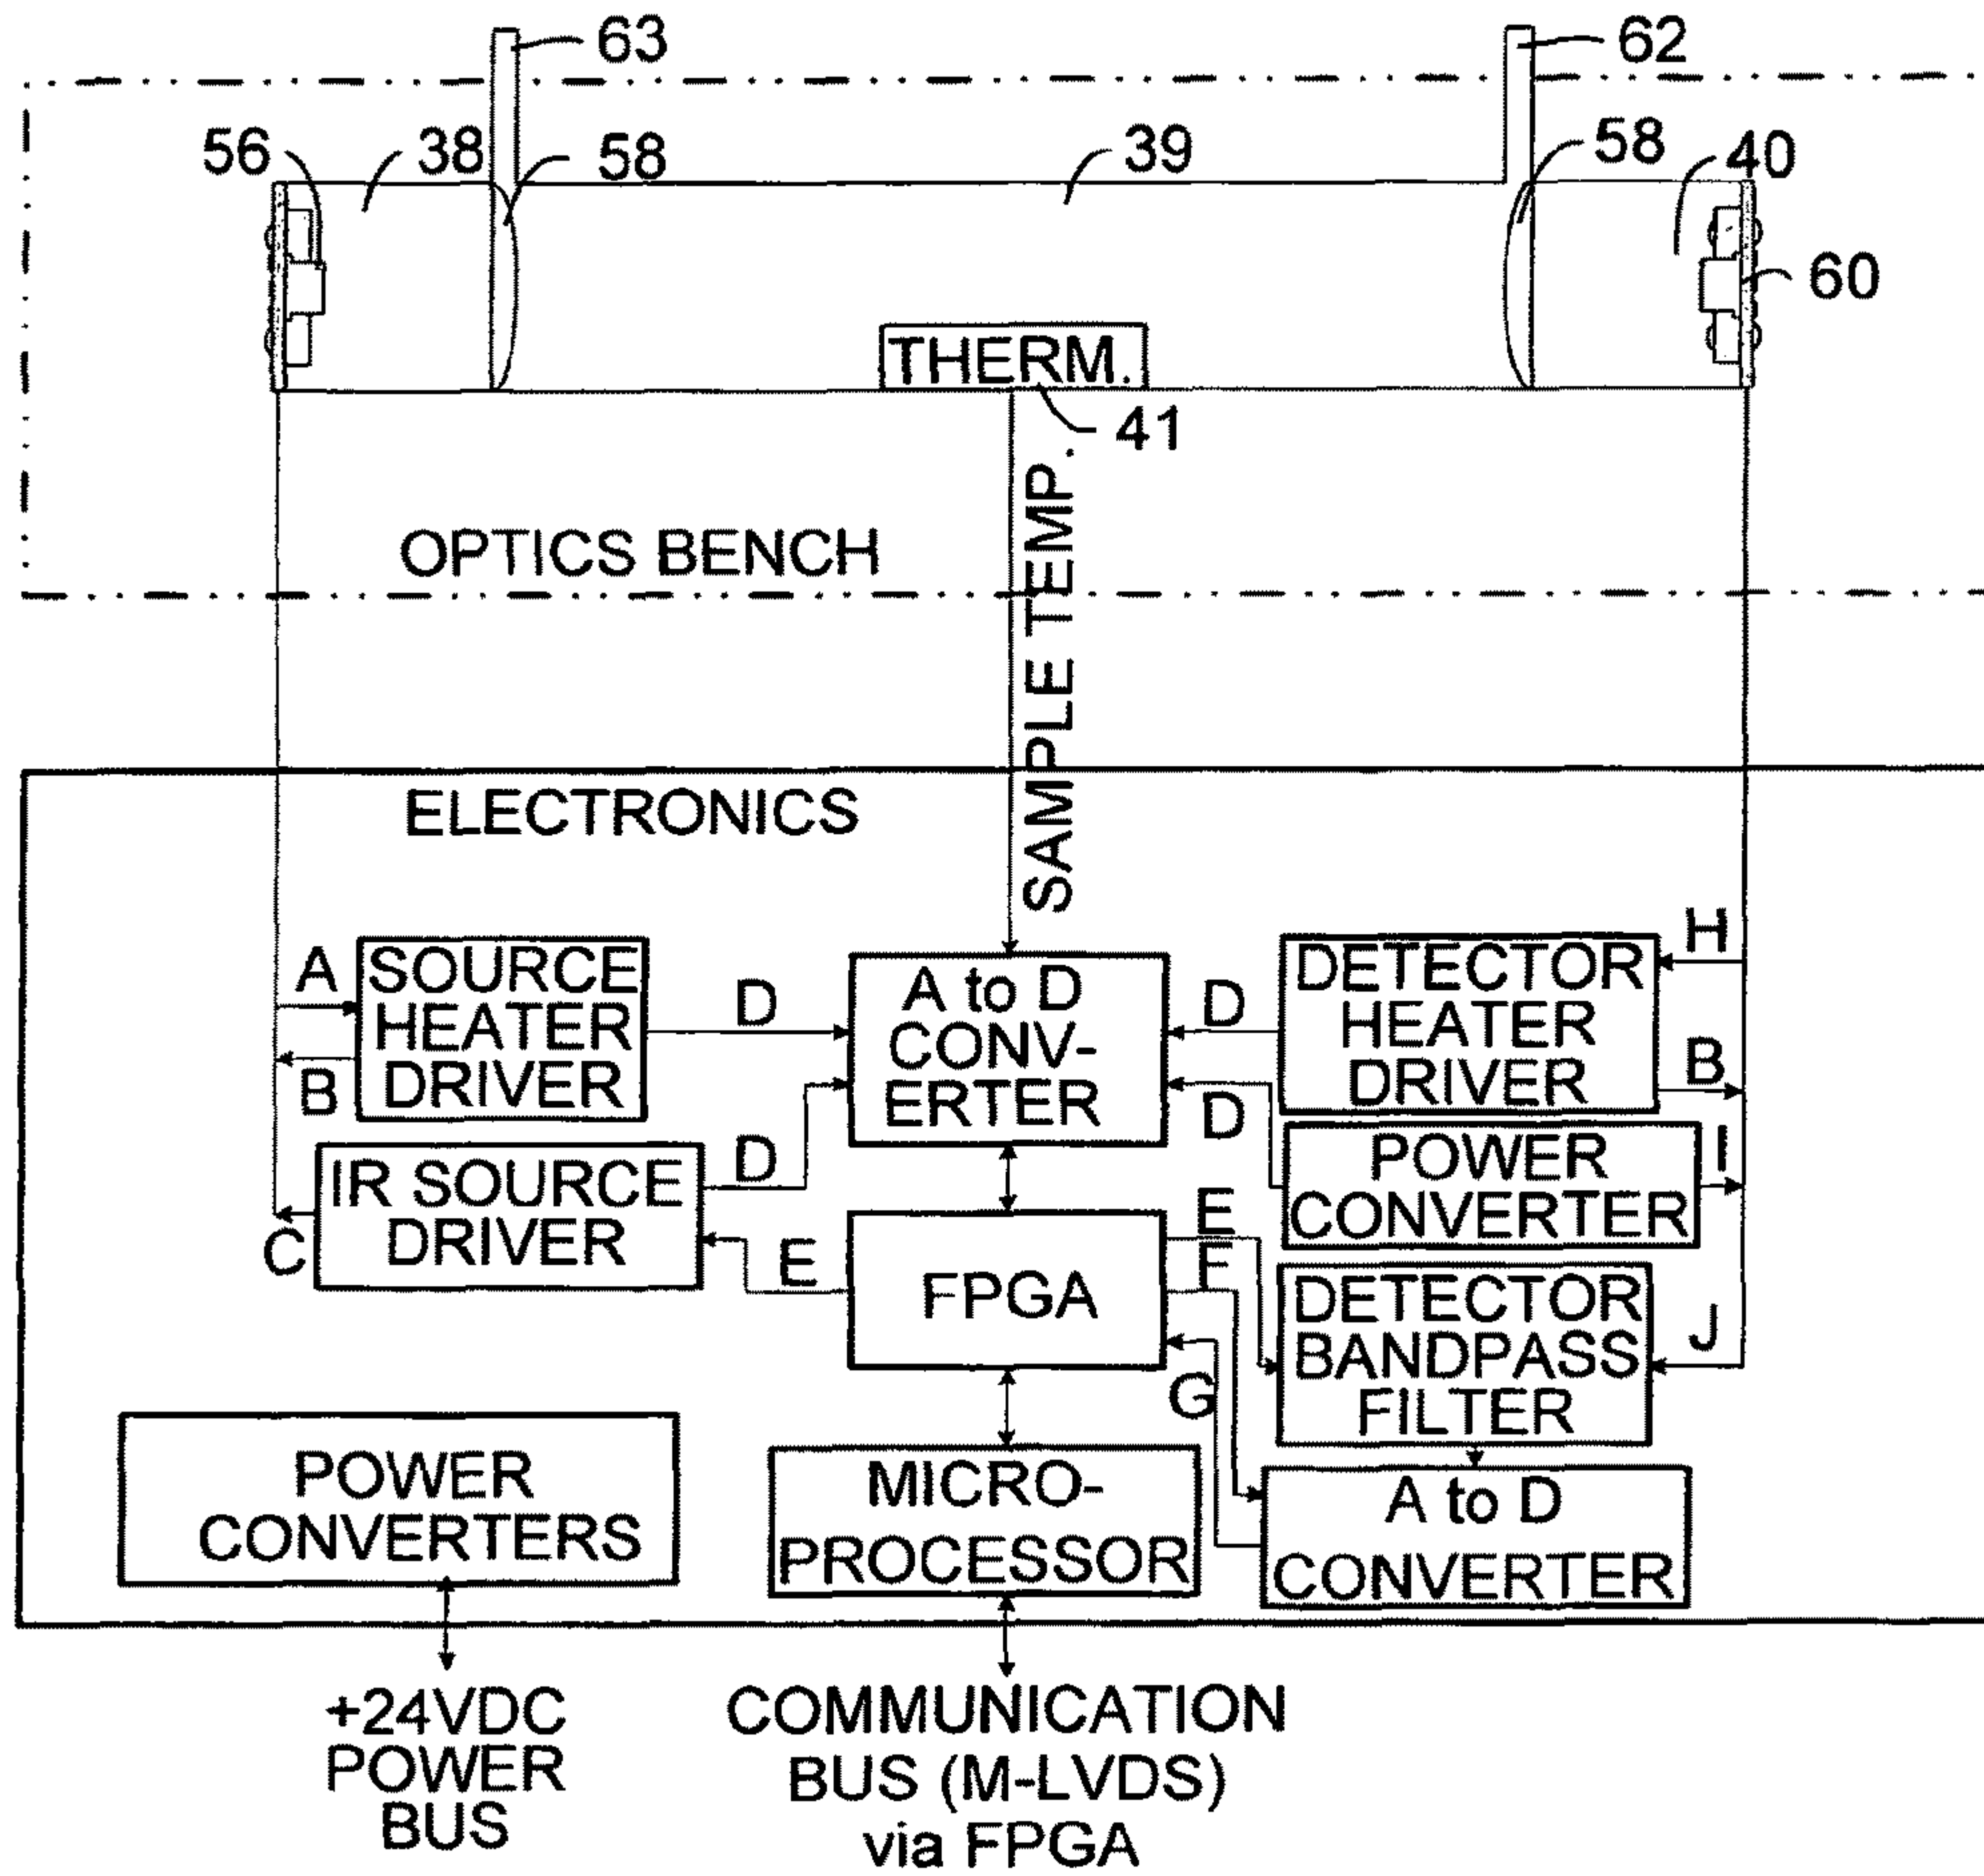 63
62
56
38
58
39
58
40
60
THERM.
41
SAMPLE TEMP.
OPTICS BENCH
ELECTRONICS
A
SOURCE
HEATER
DRIVER
B
D
A to D
CONV-
ERTER
D
DETECTOR
HEATER
DRIVER
H
B
IR SOURCE
DRIVER
C
D
D
POWER
CONVERTER
I
E
FPGA
E
F
G
DETECTOR
BANDPASS
FILTER
J
POWER
CONVERTERS
MICRO-
PROCESSOR
A to D
CONVERTER
+24VDC
POWER
BUS
COMMUNICATION
BUS (M-LVDS)
via FPGA